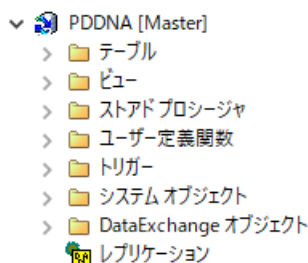 PDDNA [Master]
テーブル
ビュー
ストアド プロシージャ
ユーザー定義関数
トリガー
システム オブジェクト
DataExchange オブジェクト
レプリケーション